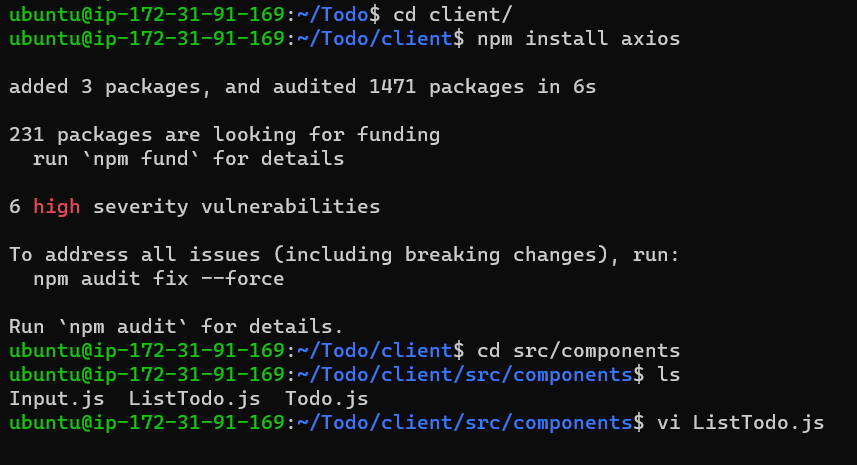 ubuntu@ip-172-31-91-169:~/Todo$ cd client/
ubuntu@ip-172-31-91-169:~/Todo/client$ npm install axios
added 3 packages, and audited 1471 packages in 6s
231 packages are looking for funding
  run `npm fund` for details
6 high severity vulnerabilities
To address all issues (including breaking changes), run:
  npm audit fix --force
Run `npm audit` for details.
ubuntu@ip-172-31-91-169:~/Todo/client$ cd src/components
ubuntu@ip-172-31-91-169:~/Todo/client/src/components$ ls
Input.js  ListTodo.js  Todo.js
ubuntu@ip-172-31-91-169:~/Todo/client/src/components$ vi ListTodo.js